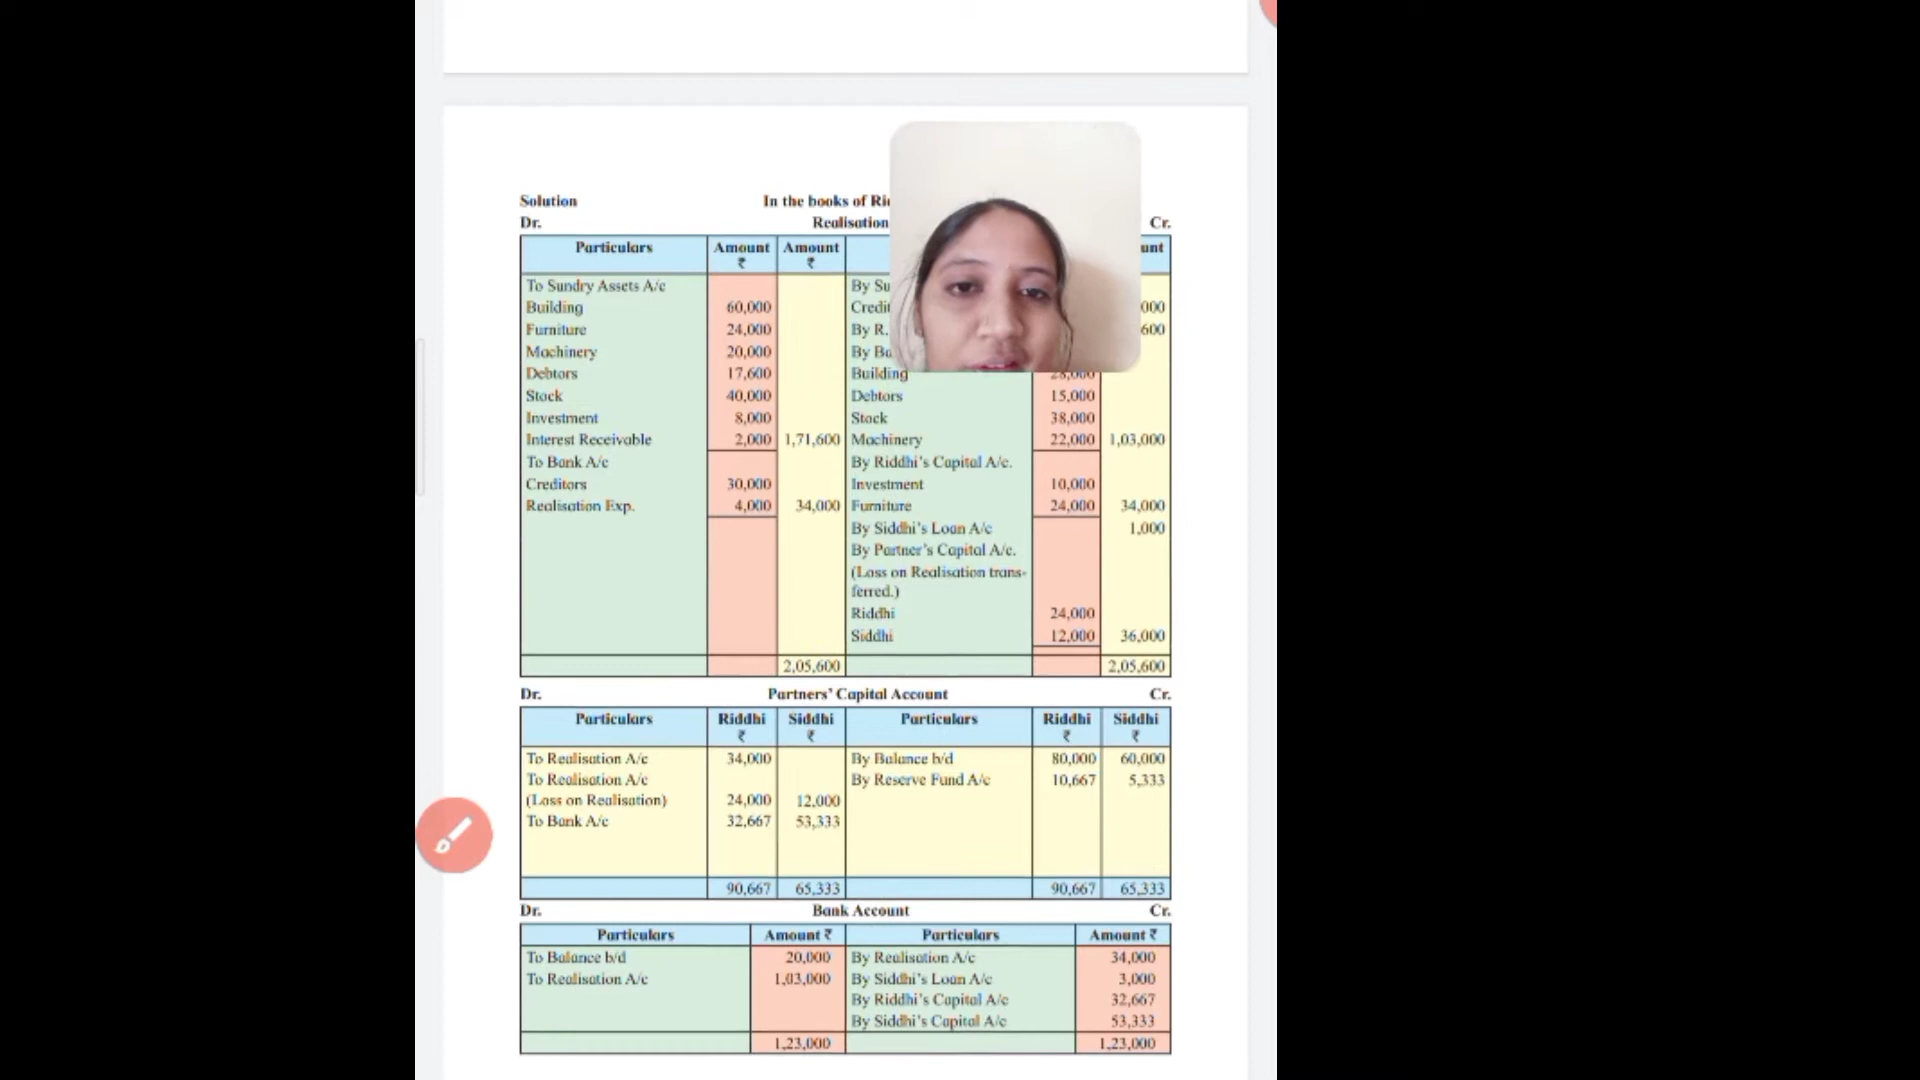 Solution In the books of
Dr. Realisation Cr.
Particulars Amount ₹ Amount ₹
To Sundry Assets A/c By
Building 60,000
Furniture 24,000 By R.
Machinery 20,000 By
Debtors 17,600 Building
Stock 40,000 Debtors 15,000
Investment 8,000 Stock 38,000
Interest Receivable 2,000 1,71,600 Machinery 22,000 1,03,000
To Bank A/c By Riddhi's Capital A/c.
Creditors 30,000 Investment 10,000
Realisation Exp. 4,000 34,000 Furniture 24,000 34,000
By Siddhi's Loan A/c 1,000
By Partner's Capital A/c.
(Loss on Realisation trans-
ferred.)
Riddhi 24,000
Siddhi 12,000 36,000
2,05,600 2,05,600
Dr. Partners' Capital Account Cr.
Particulars Riddhi ₹ Siddhi ₹ Particulars Riddhi ₹ Siddhi ₹
To Realisation A/c 34,000 By Balance b/d 80,000 60,000
To Realisation A/c By Reserve Fund A/c 10,667 5,333
(Loss on Realisation) 24,000 12,000
To Bank A/c 32,667 53,333
90,667 65,333 90,667 65,333
Dr. Bank Account Cr.
Particulars Amount ₹ Particulars Amount ₹
To Balance b/d 20,000 By Realisation A/c 34,000
To Realisation A/c 1,03,000 By Siddhi's Loan A/c 3,000
By Riddhi's Capital A/c 32,667
By Siddhi's Capital A/c 53,333
1,23,000 1,23,000